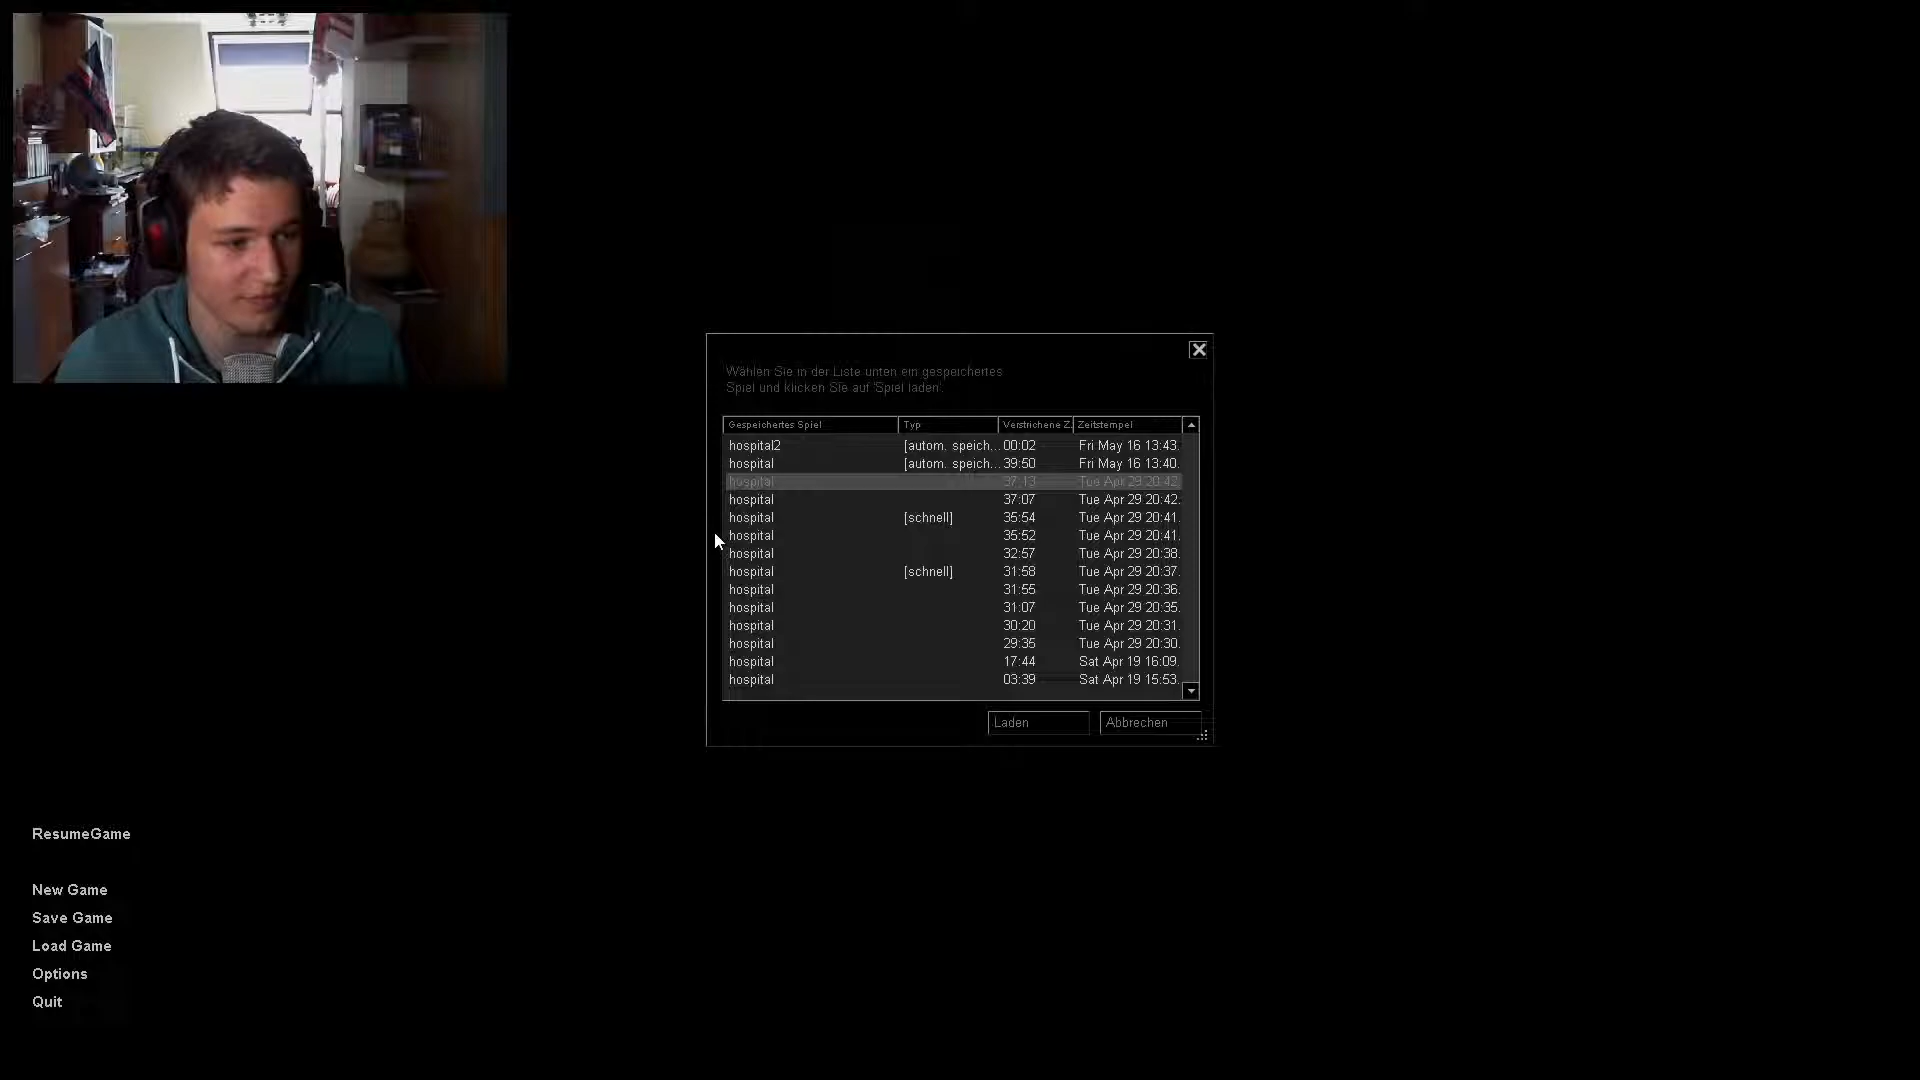 Wählen Sie in der Liste unten ein gespeichertes
Spiel und klicken Sie auf 'Spiel laden'.
Gespeichertes Spiel Typ Verstrichene Z. Zeitstempel
hospital2 [autom. speich... 00:02 Fri May 16 13:43.
hospital [autom. speich... 39:50 Fri May 16 13:40.
hospital 37:13 Tue Apr 29 20:42.
hospital 37:07 Tue Apr 29 20:42.
hospital [schnell] 35:54 Tue Apr 29 20:41.
hospital 35:52 Tue Apr 29 20:41.
hospital 32:57 Tue Apr 29 20:38.
hospital [schnell] 31:58 Tue Apr 29 20:37.
hospital 31:55 Tue Apr 29 20:36.
hospital 31:07 Tue Apr 29 20:35.
hospital 30:20 Tue Apr 29 20:31.
hospital 29:35 Tue Apr 29 20:30.
hospital 17:44 Sat Apr 19 16:09.
hospital 03:39 Sat Apr 19 15:53.
Laden Abbrechen
ResumeGame
New Game
Save Game
Load Game
Options
Quit